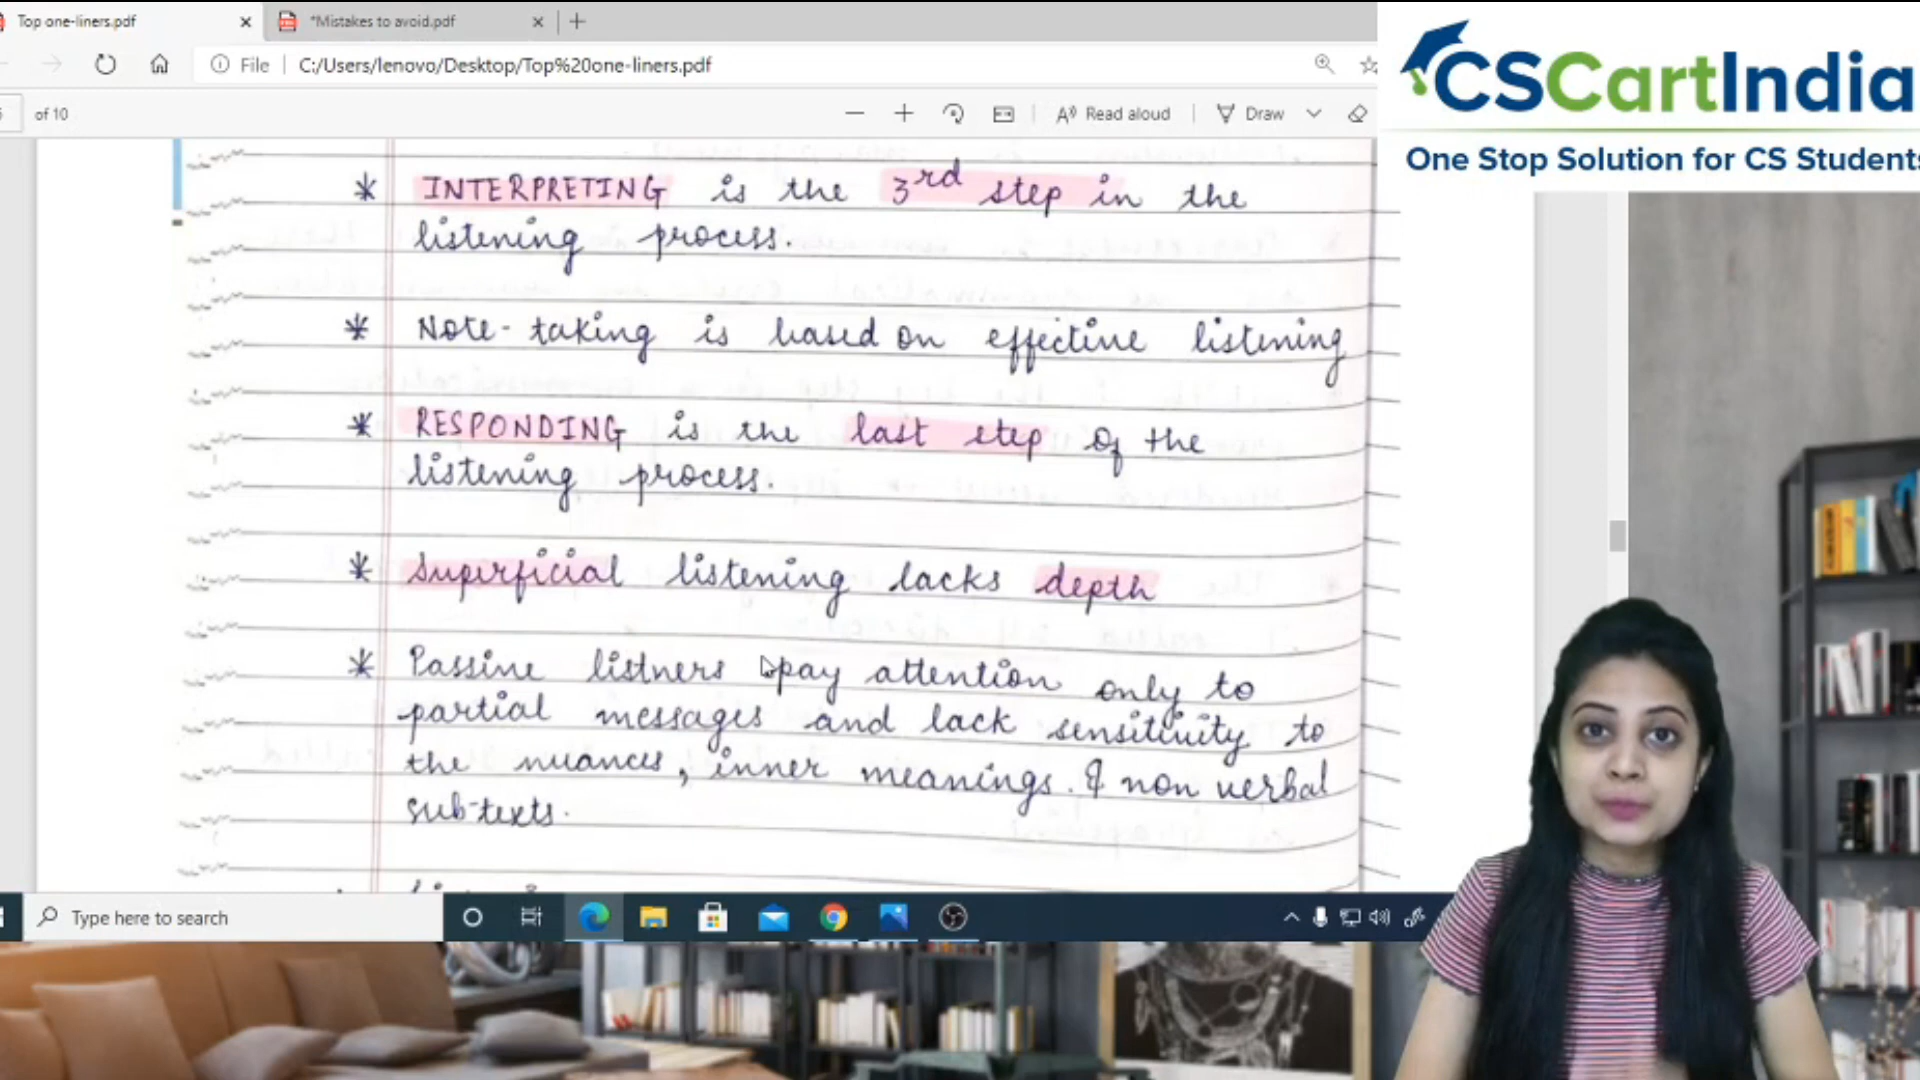 Top one-liners.pdf
*Mistakes to avoid.pdf
File
C:/Users/lenovo/Desktop/Top%20one-liners.pdf
of 10
Read aloud
Draw
CSCartIndia
One Stop Solution for CS Students
* INTERPRETING is the 3rd step in the
listening process.
* Note-taking is based on effective listening
* RESPONDING is the last step of the
listening process.
* Superficial listening lacks depth
* Passive listners pay attention only to
partial messages and lack sensitivity to
the nuances, inner meanings. & non verbal
sub-texts.
Type here to search